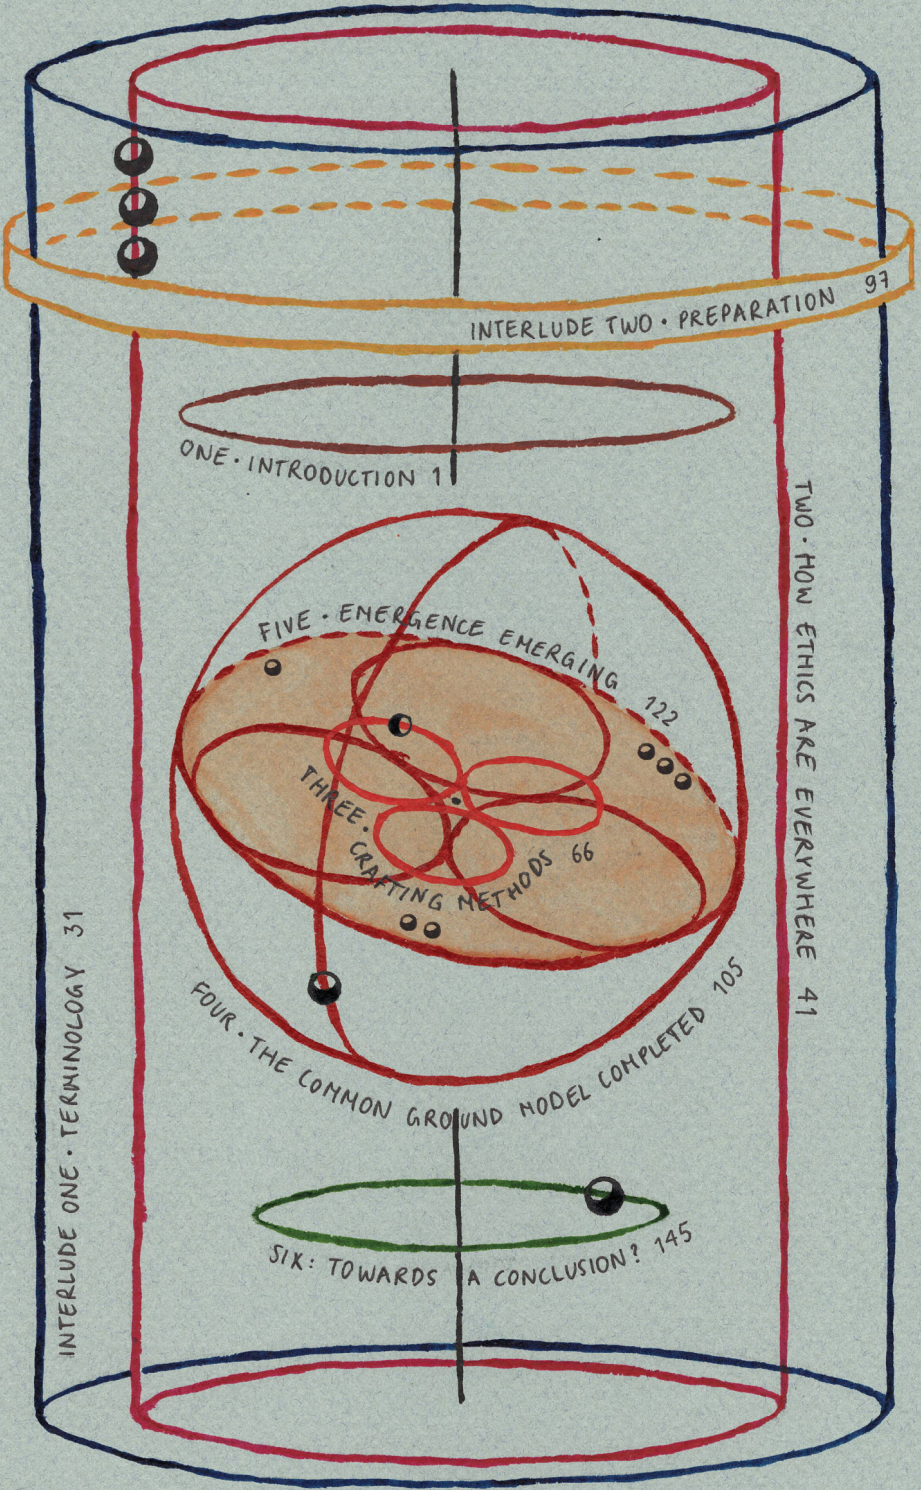 INTERLUDE TWO · PREPARATION 97
ONE · INTRODUCTION 1
TWO · HOW ETHICS ARE EVERYWHERE 41
FIVE · EMERGENCE EMERGING 122
THREE · CRAFTING METHODS 66
FOUR · THE COMMON GROUND MODEL COMPLETED 105
INTERLUDE ONE · TERMINOLOGY 31
SIX: TOWARDS A CONCLUSION? 145